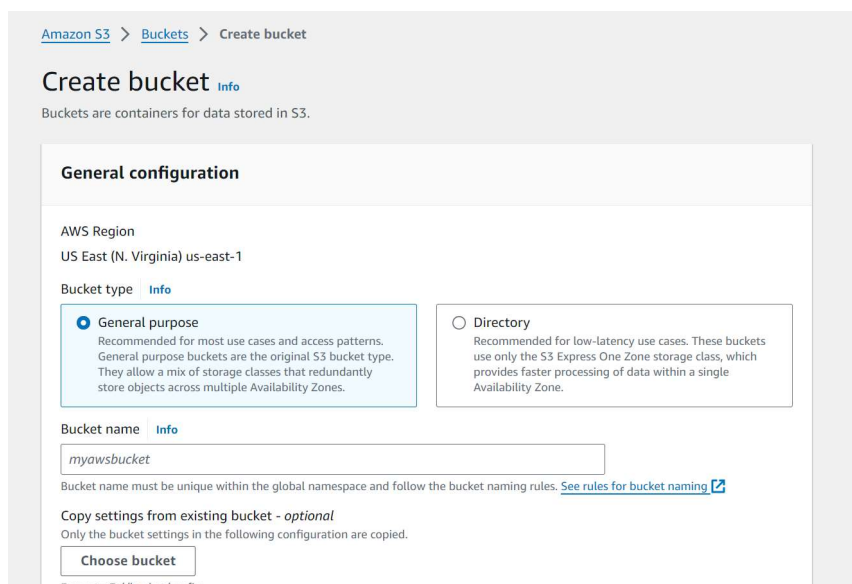 Amazon S3 > Buckets > Create bucket
Create bucket Info
Buckets are containers for data stored in S3.
General configuration
AWS Region
US East (N. Virginia) us-east-1
Bucket type Info
General purpose
Recommended for most use cases and access patterns.
General purpose buckets are the original S3 bucket type.
They allow a mix of storage classes that redundantly
store objects across multiple Availability Zones.
Directory
Recommended for low-latency use cases. These buckets
use only the S3 Express One Zone storage class, which
provides faster processing of data within a single
Availability Zone.
Bucket name Info
myawsbucket
Bucket name must be unique within the global namespace and follow the bucket naming rules. See rules for bucket naming
Copy settings from existing bucket - optional
Only the bucket settings in the following configuration are copied.
Choose bucket